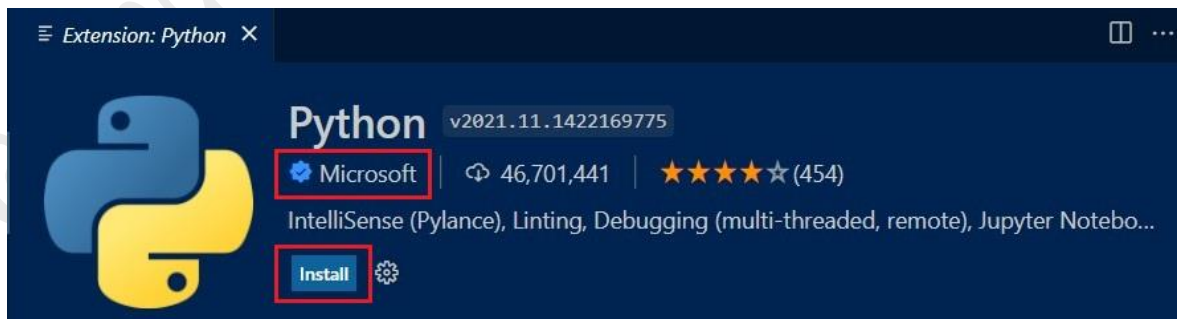 Extension: Python
Python v2021.11.1422169775
Microsoft 46,701,441 (454)
IntelliSense (Pylance), Linting, Debugging (multi-threaded, remote), Jupyter Notebo...
Install